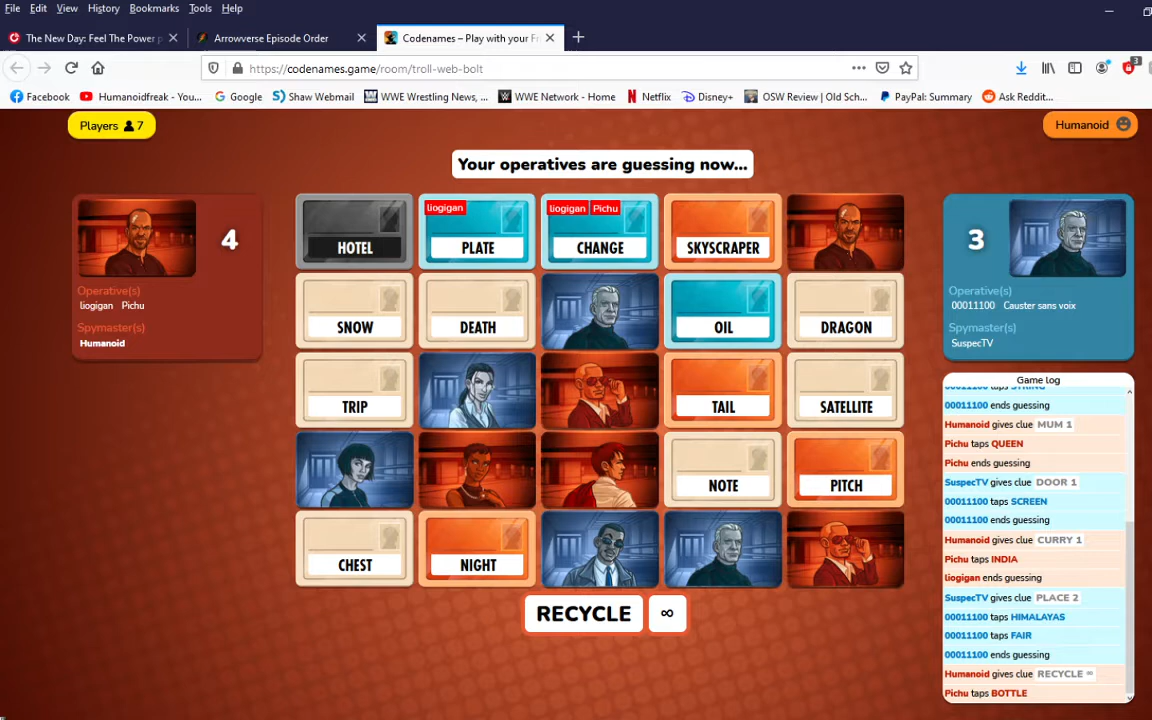 File Edit View History Bookmarks Tools Help
The New Day: Feel The Power p
Arrowverse Episode Order
Codenames – Play with your Fr
https://codenames.game/room/troll-web-bolt
3
Facebook
Humanoidfreak - You...
Google
Shaw Webmail
WWE Wrestling News, ...
WWE Network - Home
Netflix
Disney+
OSW Review | Old Sch...
PayPal: Summary
Ask Reddit...
Players 7
Humanoid
Your operatives are guessing now...
4
Operative(s)
liogigan Pichu
Spymaster(s)
Humanoid
HOTEL
liogigan
PLATE
liogigan Pichu
CHANGE
SKYSCRAPER
SNOW
DEATH
OIL
DRAGON
TRIP
TAIL
SATELLITE
NOTE
PITCH
CHEST
NIGHT
RECYCLE ∞
3
Operative(s)
00011100 Causter sans voix
Spymaster(s)
SuspecTV
Game log
00011100 taps STRING
00011100 ends guessing
Humanoid gives clue MUM 1
Pichu taps QUEEN
Pichu ends guessing
SuspecTV gives clue DOOR 1
00011100 taps SCREEN
00011100 ends guessing
Humanoid gives clue CURRY 1
Pichu taps INDIA
liogigan ends guessing
SuspecTV gives clue PLACE 2
00011100 taps HIMALAYAS
00011100 taps FAIR
00011100 ends guessing
Humanoid gives clue RECYCLE ∞
Pichu taps BOTTLE